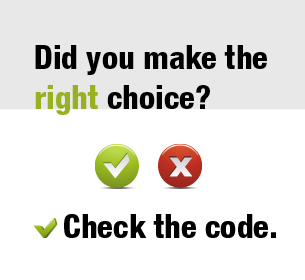 Did you make the
right choice?
Check the code.